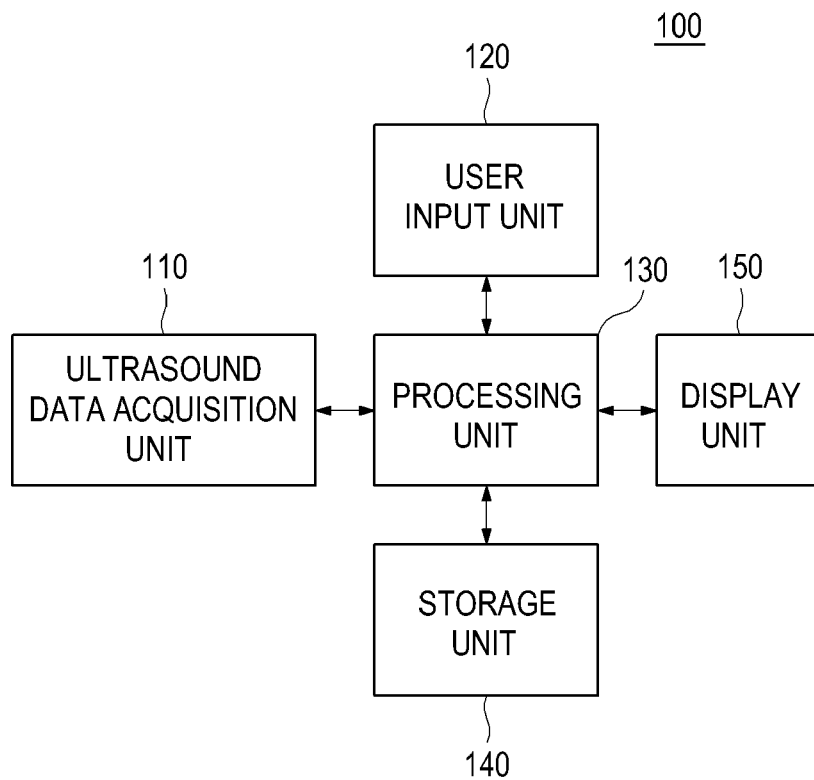 100
120
USER
INPUT UNIT
110
130
150
ULTRASOUND
DATA ACQUISITION
UNIT
PROCESSING
UNIT
DISPLAY
UNIT
STORAGE
UNIT
140